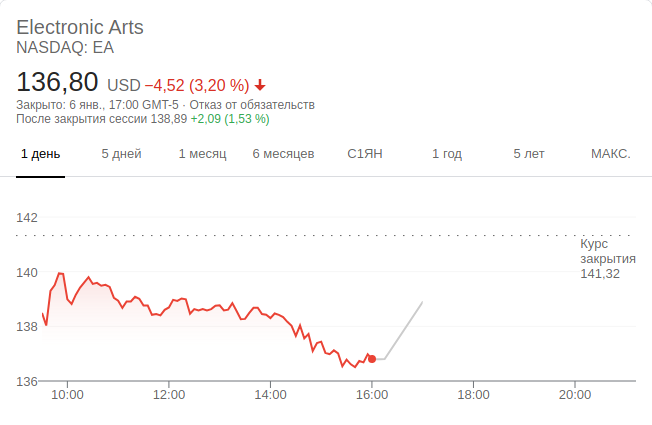 Electronic Arts
NASDAQ: EA
136,80 USD −4,52 (3,20 %)
Закрыто: 6 янв., 17:00 GMT-5 · Отказ от обязательств
После закрытия сессии 138,89 +2,09 (1,53 %)
1 день 5 дней 1 месяц 6 месяцев С1ЯН 1 год 5 лет МАКС.
142
Курс
закрытия
141,32
140
138
136
10:00 12:00 14:00 16:00 18:00 20:00